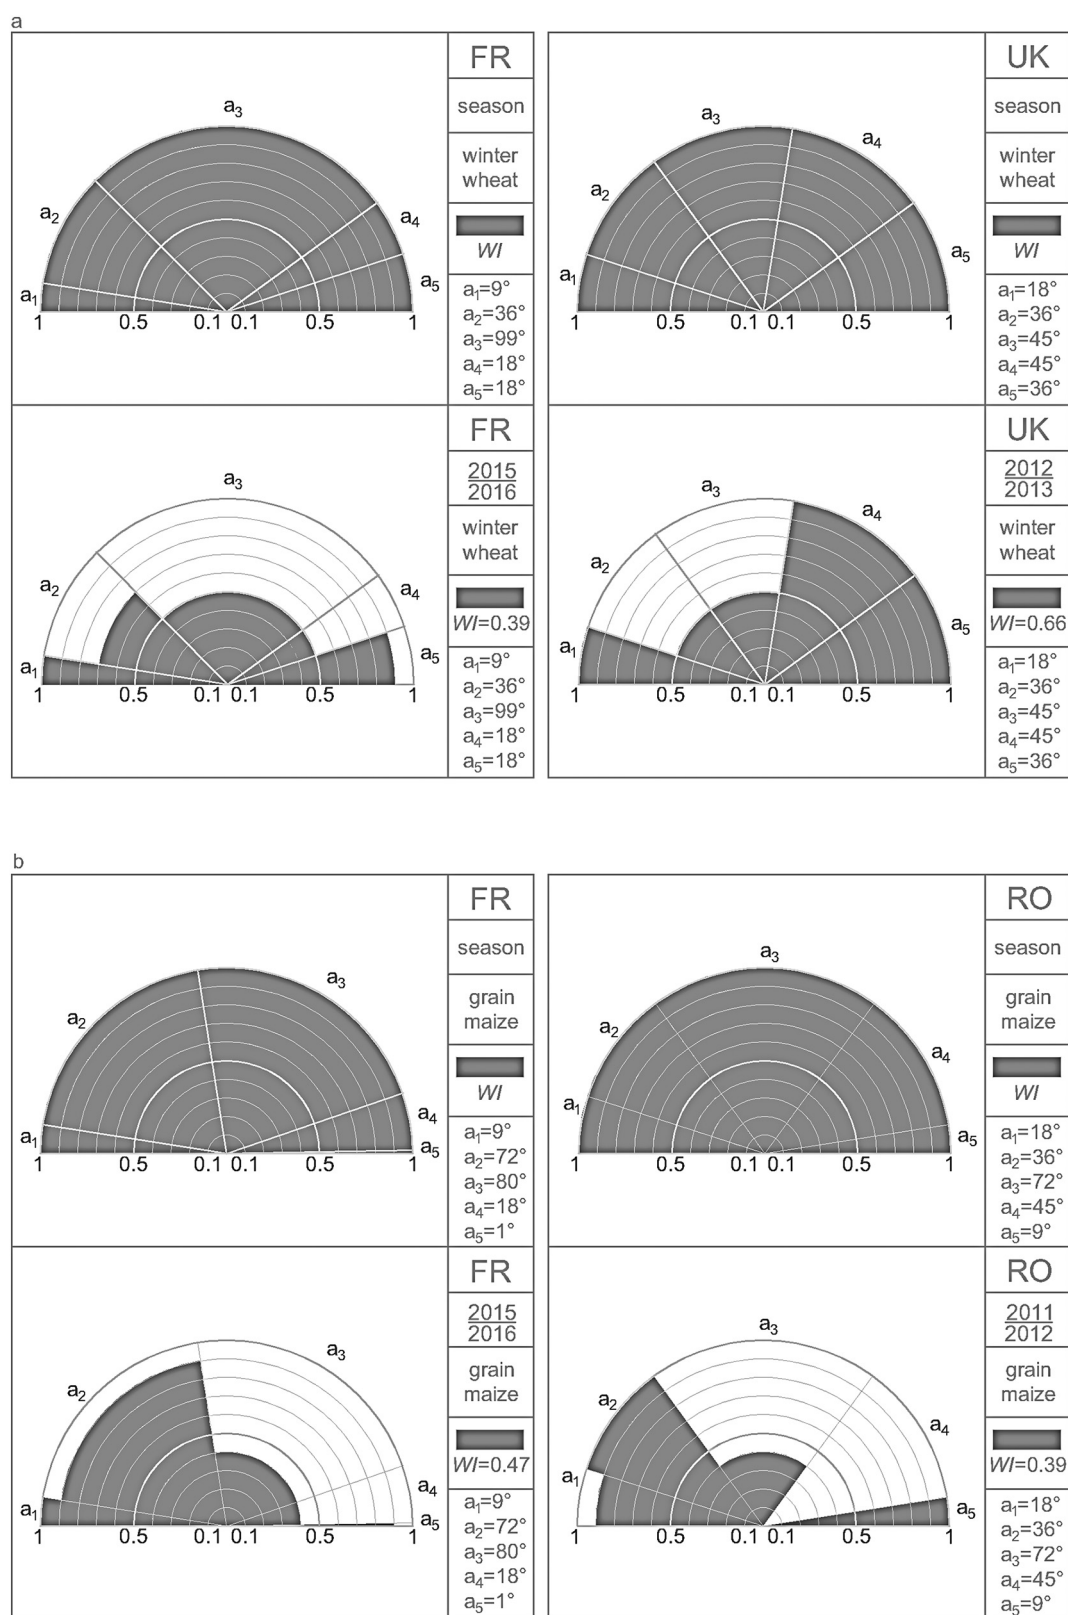 a
FR
season
winter
wheat
WI
a₁=9°
a₂=36°
a₃=99°
a₄=18°
a₅=18°
a₁
a₂
a₃
a₄
a₅
1 0.5 0.1 0.1 0.5 1
UK
season
winter
wheat
WI
a₁=18°
a₂=36°
a₃=45°
a₄=45°
a₅=36°
a₁
a₂
a₃
a₄
a₅
1 0.5 0.1 0.1 0.5 1
FR
2015
2016
winter
wheat
WI=0.39
a₁=9°
a₂=36°
a₃=99°
a₄=18°
a₅=18°
a₁
a₂
a₃
a₄
a₅
1 0.5 0.1 0.1 0.5 1
UK
2012
2013
winter
wheat
WI=0.66
a₁=18°
a₂=36°
a₃=45°
a₄=45°
a₅=36°
a₁
a₂
a₃
a₄
a₅
1 0.5 0.1 0.1 0.5 1
b
FR
season
grain
maize
WI
a₁=9°
a₂=72°
a₃=80°
a₄=18°
a₅=1°
a₁
a₂
a₃
a₄
a₅
1 0.5 0.1 0.1 0.5 1
RO
season
grain
maize
WI
a₁=18°
a₂=36°
a₃=72°
a₄=45°
a₅=9°
a₁
a₂
a₃
a₄
a₅
1 0.5 0.1 0.1 0.5 1
FR
2015
2016
grain
maize
WI=0.47
a₁=9°
a₂=72°
a₃=80°
a₄=18°
a₅=1°
a₁
a₂
a₃
a₄
a₅
1 0.5 0.1 0.1 0.5 1
RO
2011
2012
grain
maize
WI=0.39
a₁=18°
a₂=36°
a₃=72°
a₄=45°
a₅=9°
a₁
a₂
a₃
a₄
a₅
1 0.5 0.1 0.1 0.5 1